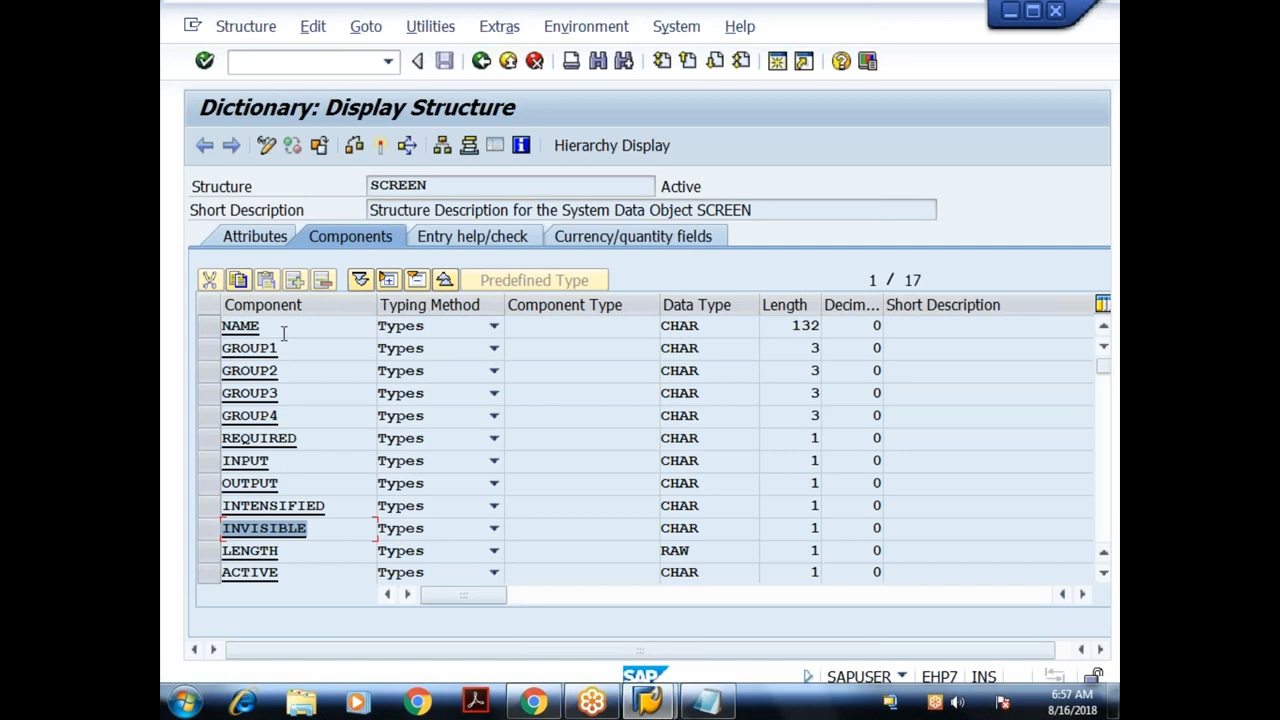 Structure Edit Goto Utilities Extras Environment System Help
Dictionary: Display Structure
Hierarchy Display
Structure SCREEN Active
Short Description Structure Description for the System Data Object SCREEN
Attributes Components Entry help/check Currency/quantity fields
Predefined Type 1 / 17
Component Typing Method Component Type Data Type Length Decim... Short Description
NAME Types CHAR 132 0
GROUP1 Types CHAR 3 0
GROUP2 Types CHAR 3 0
GROUP3 Types CHAR 3 0
GROUP4 Types CHAR 3 0
REQUIRED Types CHAR 1 0
INPUT Types CHAR 1 0
OUTPUT Types CHAR 1 0
INTENSIFIED Types CHAR 1 0
INVISIBLE Types CHAR 1 0
LENGTH Types RAW 1 0
ACTIVE Types CHAR 1 0
SAP SAPUSER EHP7 INS
6:57 AM
8/16/2018